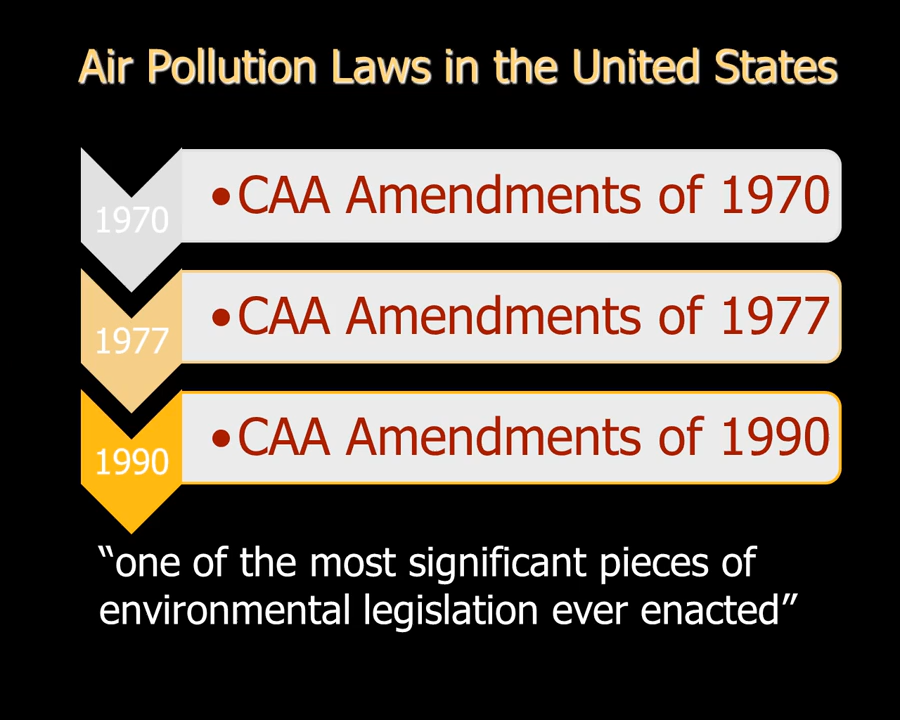 Air Pollution Laws in the United States
1970
•CAA Amendments of 1970
1977
•CAA Amendments of 1977
1990
•CAA Amendments of 1990
“one of the most significant pieces of
environmental legislation ever enacted”